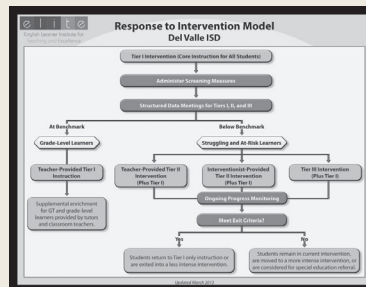 elite
English Learner Institute for
Teaching and Excellence
Response to Intervention Model
Del Valle ISD
Tier I Intervention (Core Instruction for All Students)
Administer Screening Measures
Structured Data Meetings for Tiers I, II, and III
At Benchmark
Below Benchmark
Grade-Level Learners
Struggling and At-Risk Learners
Teacher-Provided Tier I
Instruction
Teacher-Provided Tier II
Intervention
(Plus Tier I)
Interventionist-Provided
Tier II Intervention
(Plus Tier I)
Tier III Intervention
(Plus Tier I)
Supplemental enrichment
for GT and grade-level
learners provided by tutors
and classroom teachers.
Ongoing Progress Monitoring
Meet Exit Criteria?
Yes
No
Students return to Tier I only instruction or
are exited into a less intense intervention.
Students remain in current intervention,
are moved to a more intense intervention, or
are considered for special education referral.
Updated March 2013